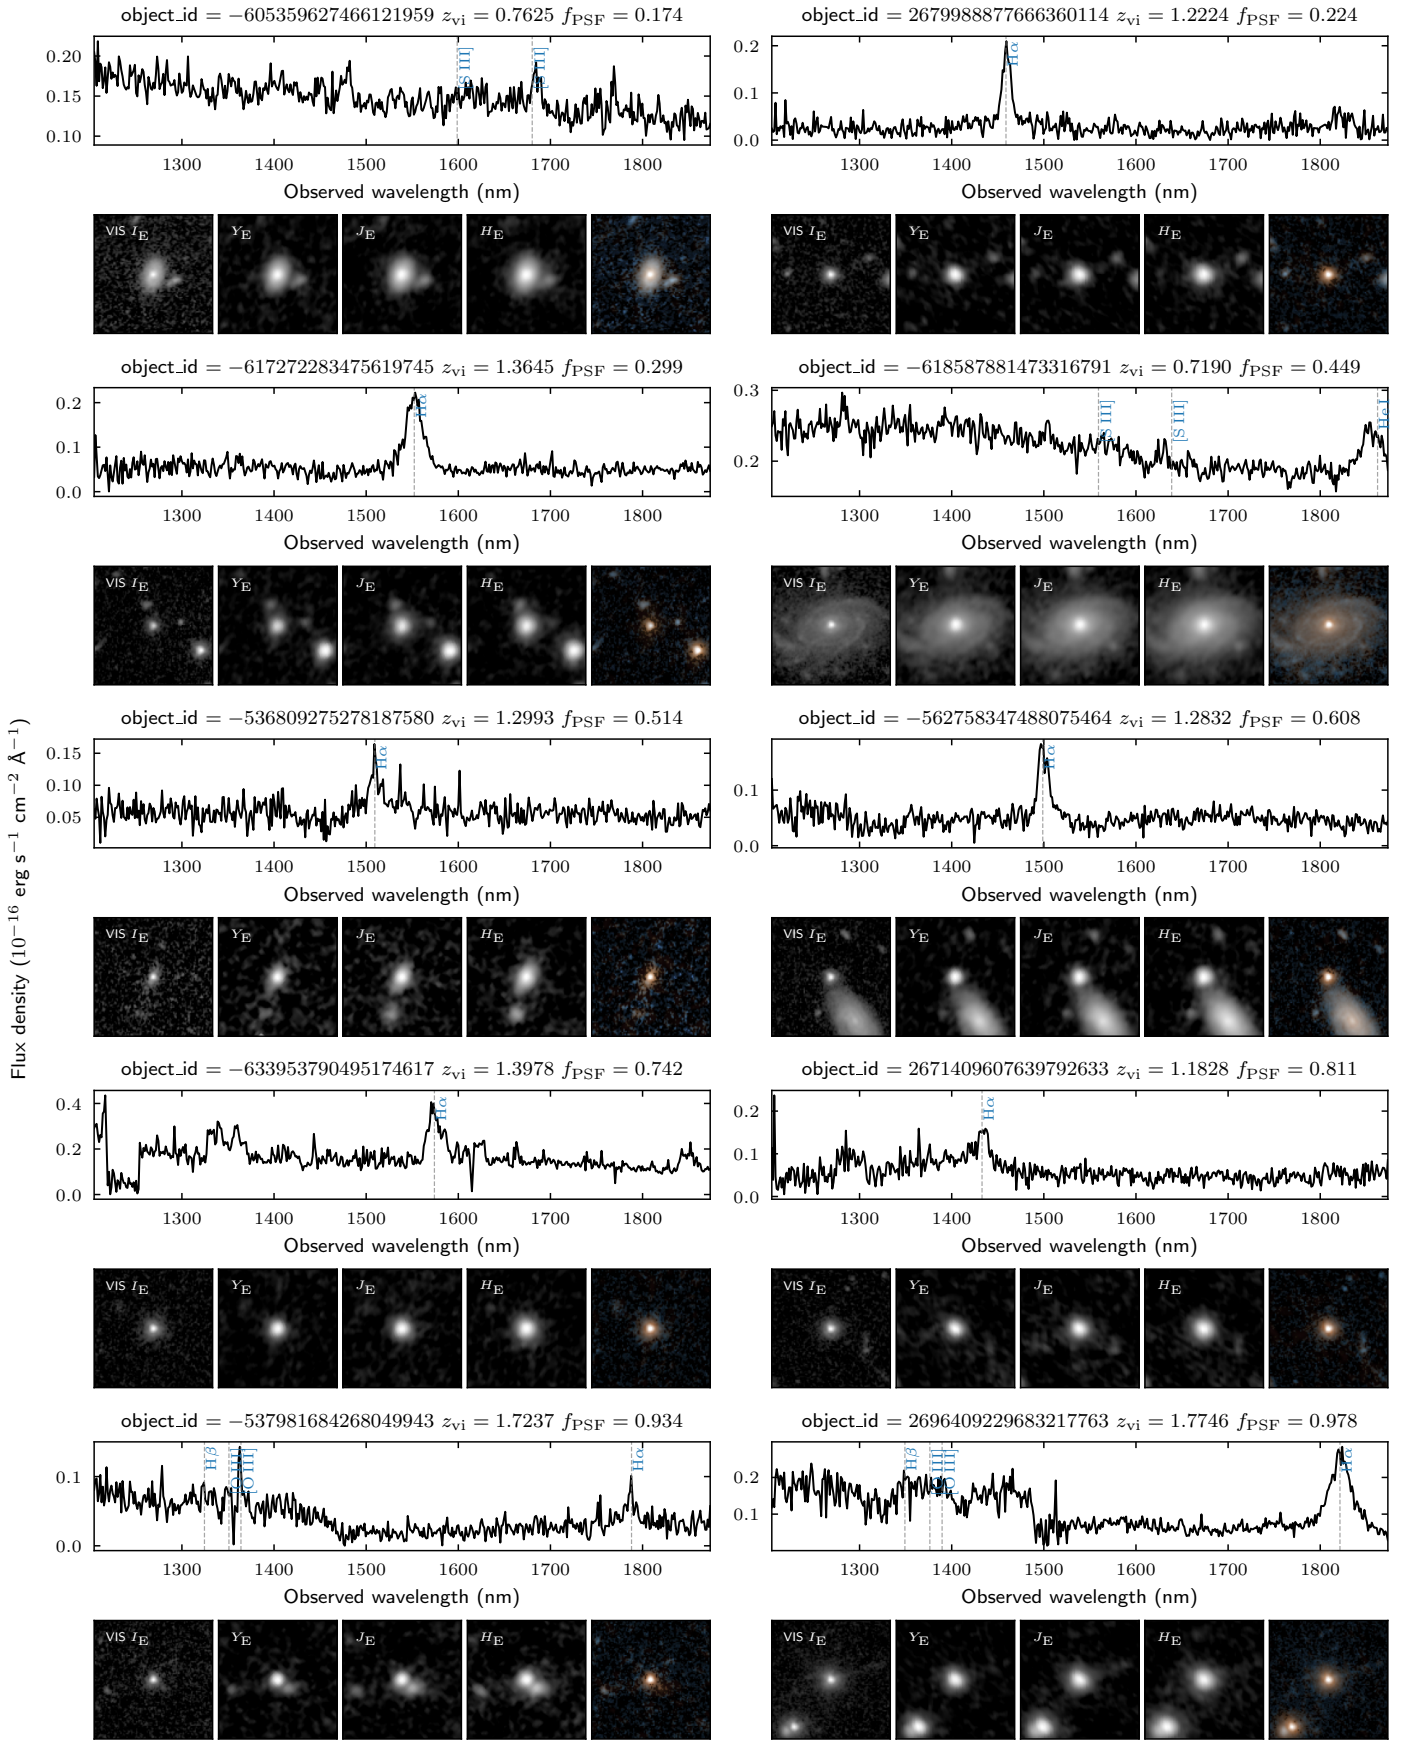 object_id = −605359627466121959 z_vi = 0.7625 f_PSF = 0.174
0.20
0.15
0.10
[S III]
[S III]
1300 1400 1500 1600 1700 1800
Observed wavelength (nm)
VIS I_E Y_E J_E H_E
object_id = 2679988877666360114 z_vi = 1.2224 f_PSF = 0.224
0.2
0.1
0.0
Hα
1300 1400 1500 1600 1700 1800
Observed wavelength (nm)
VIS I_E Y_E J_E H_E
object_id = −617272283475619745 z_vi = 1.3645 f_PSF = 0.299
0.2
0.1
0.0
Hα
1300 1400 1500 1600 1700 1800
Observed wavelength (nm)
VIS I_E Y_E J_E H_E
object_id = −618587881473316791 z_vi = 0.7190 f_PSF = 0.449
0.3
0.2
[S III]
[S III]
He I
1300 1400 1500 1600 1700 1800
Observed wavelength (nm)
VIS I_E Y_E J_E H_E
Flux density (10⁻¹⁶ erg s⁻¹ cm⁻² Å⁻¹)
object_id = −536809275278187580 z_vi = 1.2993 f_PSF = 0.514
0.15
0.10
0.05
Hα
1300 1400 1500 1600 1700 1800
Observed wavelength (nm)
VIS I_E Y_E J_E H_E
object_id = −562758347488075464 z_vi = 1.2832 f_PSF = 0.608
0.1
0.0
Hα
1300 1400 1500 1600 1700 1800
Observed wavelength (nm)
VIS I_E Y_E J_E H_E
object_id = −633953790495174617 z_vi = 1.3978 f_PSF = 0.742
0.4
0.2
0.0
Hα
1300 1400 1500 1600 1700 1800
Observed wavelength (nm)
VIS I_E Y_E J_E H_E
object_id = 2671409607639792633 z_vi = 1.1828 f_PSF = 0.811
0.2
0.1
0.0
Hα
1300 1400 1500 1600 1700 1800
Observed wavelength (nm)
VIS I_E Y_E J_E H_E
object_id = −537981684268049943 z_vi = 1.7237 f_PSF = 0.934
0.1
0.0
Hβ
[O III]
[O III]
Hα
1300 1400 1500 1600 1700 1800
Observed wavelength (nm)
VIS I_E Y_E J_E H_E
object_id = 2696409229683217763 z_vi = 1.7746 f_PSF = 0.978
0.2
0.1
Hβ
[O III]
[O III]
Hα
1300 1400 1500 1600 1700 1800
Observed wavelength (nm)
VIS I_E Y_E J_E H_E